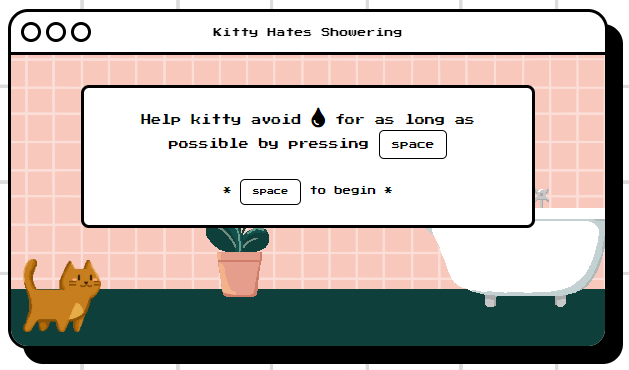 Kitty Hates Showering
Help kitty avoid 💧 for as long as
possible by pressing space
* space to begin *